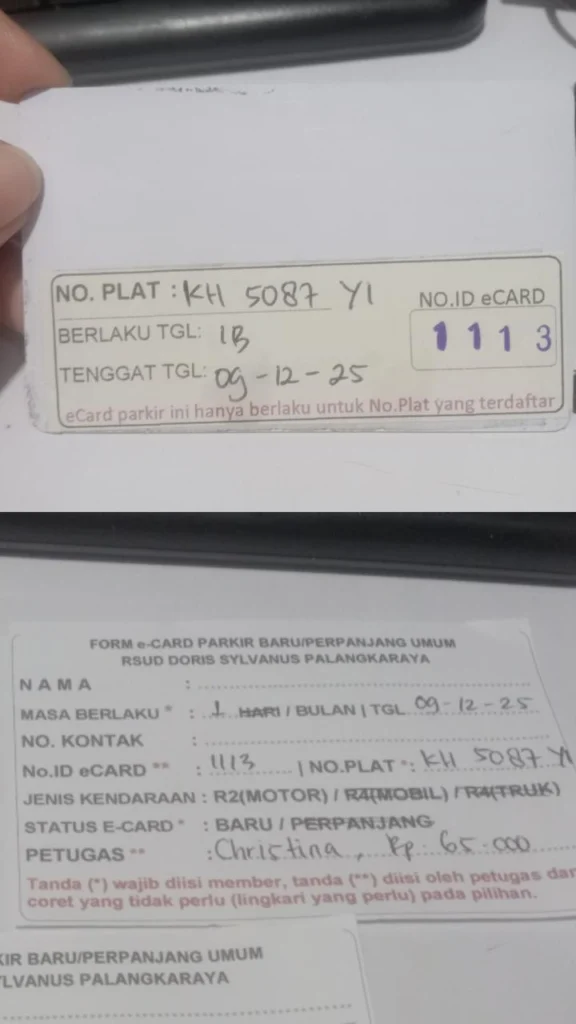 NO. PLAT : KH 5087 YI
NO.ID eCARD
BERLAKU TGL: 1B
1113
TENGGAT TGL: 09-12-25
eCard parkir ini hanya berlaku untuk No.Plat yang terdaftar
FORM e-CARD PARKIR BARU/PERPANJANG UMUM
RSUD DORIS SYLVANUS PALANGKARAYA
NAMA :
MASA BERLAKU * : 1 HARI / BULAN | TGL 09-12-25
NO. KONTAK :
No.ID eCARD ** : 1113 | NO.PLAT *: KH 5087 YI
JENIS KENDARAAN : R2(MOTOR) / R4(MOBIL) / R4(TRUK)
STATUS E-CARD * : BARU / PERPANJANG
PETUGAS ** : Christina, Rp. 65.000
Tanda (*) wajib diisi member, tanda (**) diisi oleh petugas dan
coret yang tidak perlu (lingkari yang perlu) pada pilihan.
KIR BARU/PERPANJANG UMUM
LVANUS PALANGKARAYA